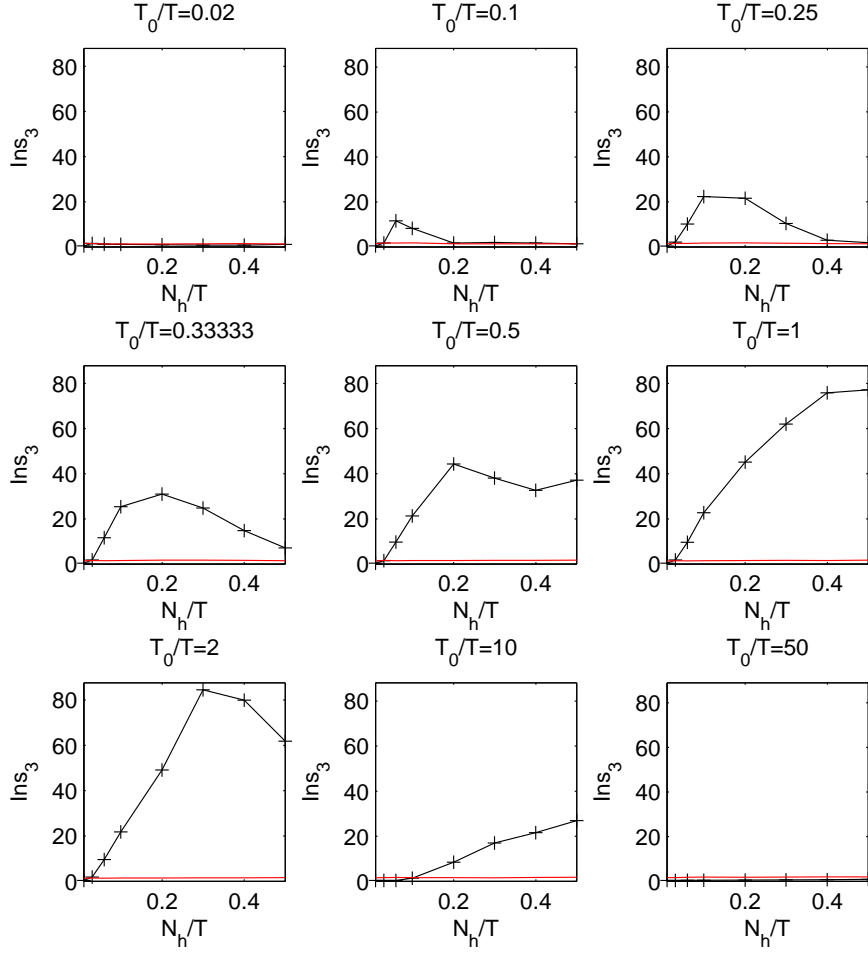 T_0/T=0.02
80
60
40
20
0
Ins_3
0.2 0.4
N_h/T
T_0/T=0.1
80
60
40
20
0
Ins_3
0.2 0.4
N_h/T
T_0/T=0.25
80
60
40
20
0
Ins_3
0.2 0.4
N_h/T
T_0/T=0.33333
80
60
40
20
0
Ins_3
0.2 0.4
N_h/T
T_0/T=0.5
80
60
40
20
0
Ins_3
0.2 0.4
N_h/T
T_0/T=1
80
60
40
20
0
Ins_3
0.2 0.4
N_h/T
T_0/T=2
80
60
40
20
0
Ins_3
0.2 0.4
N_h/T
T_0/T=10
80
60
40
20
0
Ins_3
0.2 0.4
N_h/T
T_0/T=50
80
60
40
20
0
Ins_3
0.2 0.4
N_h/T